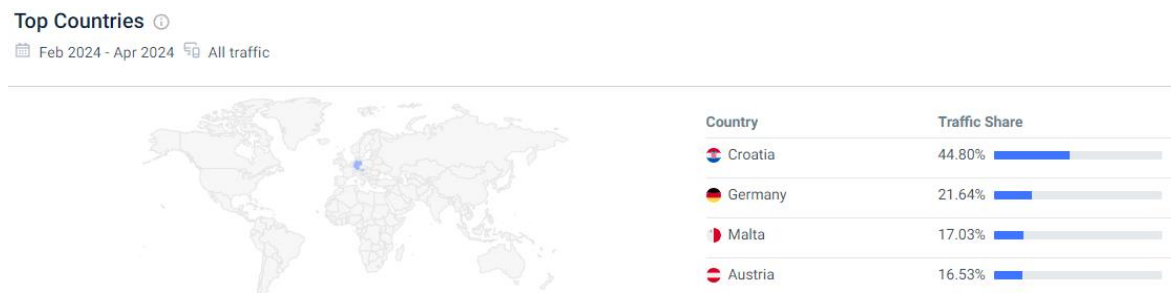 Top Countries
Feb 2024 - Apr 2024 All traffic
Country Traffic Share
Croatia 44.80%
Germany 21.64%
Malta 17.03%
Austria 16.53%